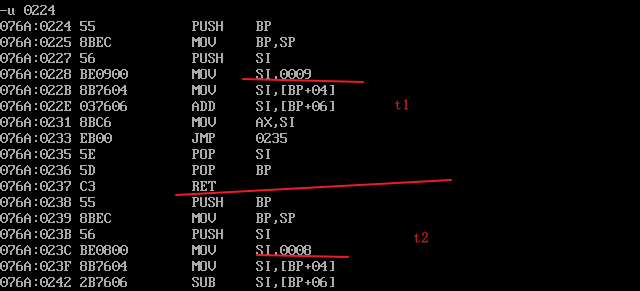 -u 0224
076A:0224 55 PUSH BP
076A:0225 8BEC MOV BP,SP
076A:0227 56 PUSH SI
076A:0228 BE0900 MOV SI,0009
076A:022B 8B7604 MOV SI,[BP+04]
076A:022E 037606 ADD SI,[BP+06] t1
076A:0231 8BC6 MOV AX,SI
076A:0233 EB00 JMP 0235
076A:0235 5E POP SI
076A:0236 5D POP BP
076A:0237 C3 RET
076A:0238 55 PUSH BP
076A:0239 8BEC MOV BP,SP
076A:023B 56 PUSH SI t2
076A:023C BE0800 MOV SI,0008
076A:023F 8B7604 MOV SI,[BP+04]
076A:0242 2B7606 SUB SI,[BP+06]